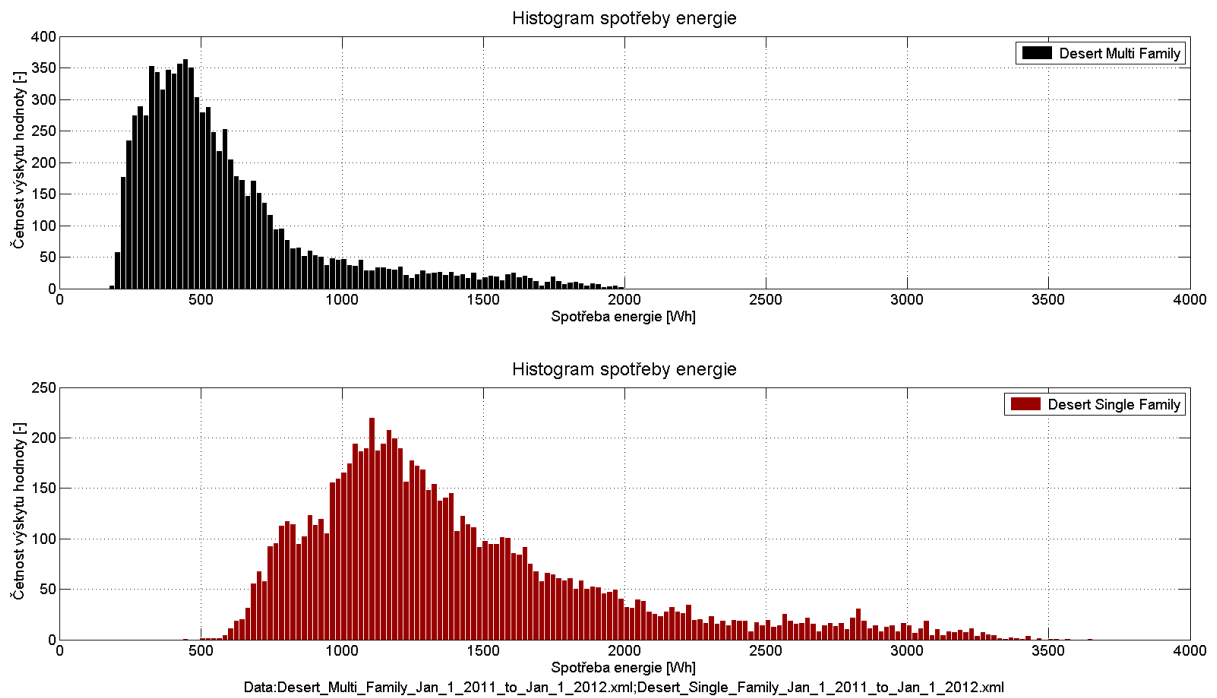 Histogram spotřeby energie
Desert Multi Family
Četnost výskytu hodnoty [-]
400
350
300
250
200
150
100
50
0
0 500 1000 1500 2000 2500 3000 3500 4000
Spotřeba energie [Wh]
Histogram spotřeby energie
Desert Single Family
Četnost výskytu hodnoty [-]
250
200
150
100
50
0
0 500 1000 1500 2000 2500 3000 3500 4000
Spotřeba energie [Wh]
Data:Desert_Multi_Family_Jan_1_2011_to_Jan_1_2012.xml;Desert_Single_Family_Jan_1_2011_to_Jan_1_2012.xml